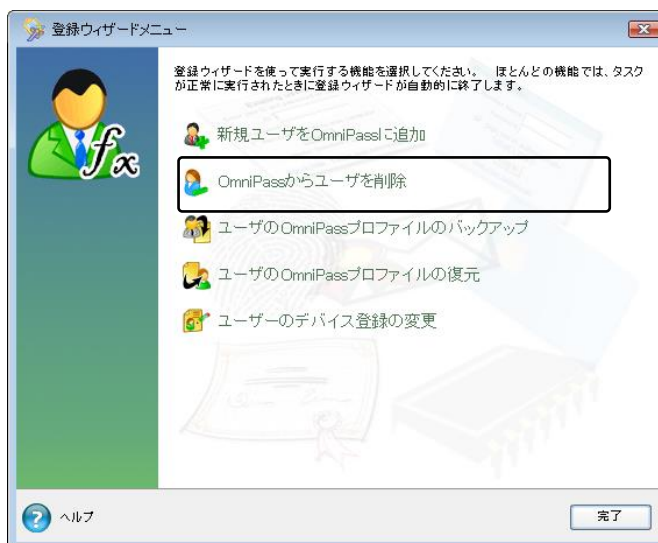 登録ウィザードメニュー
登録ウィザードを使って実行する機能を選択してください。 ほとんどの機能では、タスク
が正常に実行されたときに登録ウィザードが自動的に終了します。
fx
新規ユーザをOmniPassに追加
OmniPassからユーザを削除
ユーザのOmniPassプロファイルのバックアップ
ユーザのOmniPassプロファイルの復元
ユーザーのデバイス登録の変更
ヘルプ
完了